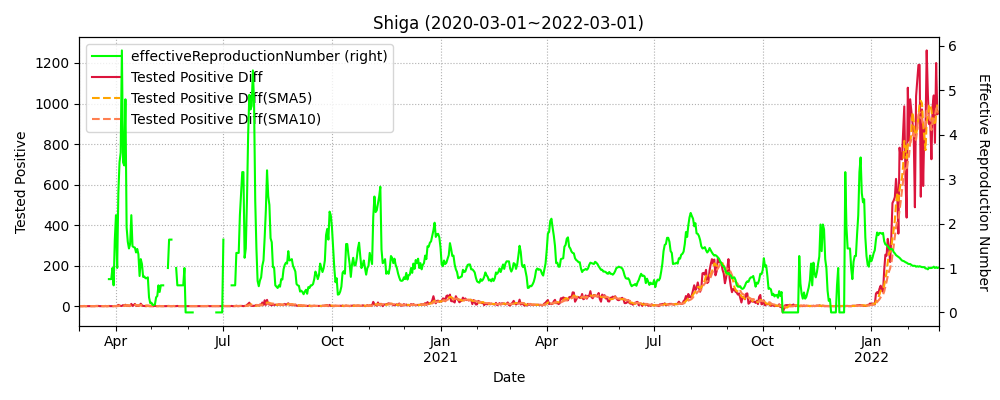 Shiga (2020-03-01~2022-03-01)
effectiveReproductionNumber (right)
Tested Positive Diff
Tested Positive Diff(SMA5)
Tested Positive Diff(SMA10)
Tested Positive
1200
1000
800
600
400
200
0
Effective Reproduction Number
6
5
4
3
2
1
0
Apr Jul Oct Jan Apr Jul Oct Jan
2021 2022
Date